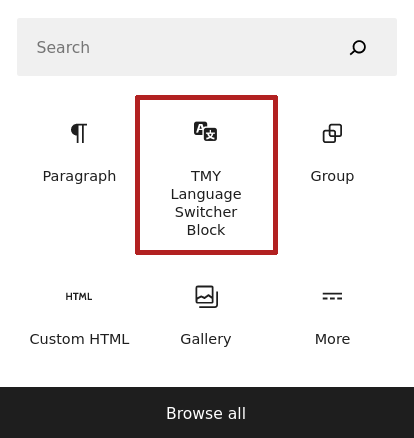 Search
Paragraph
TMY
Language
Switcher
Block
Group
HTML
Custom HTML
Gallery
More
Browse all